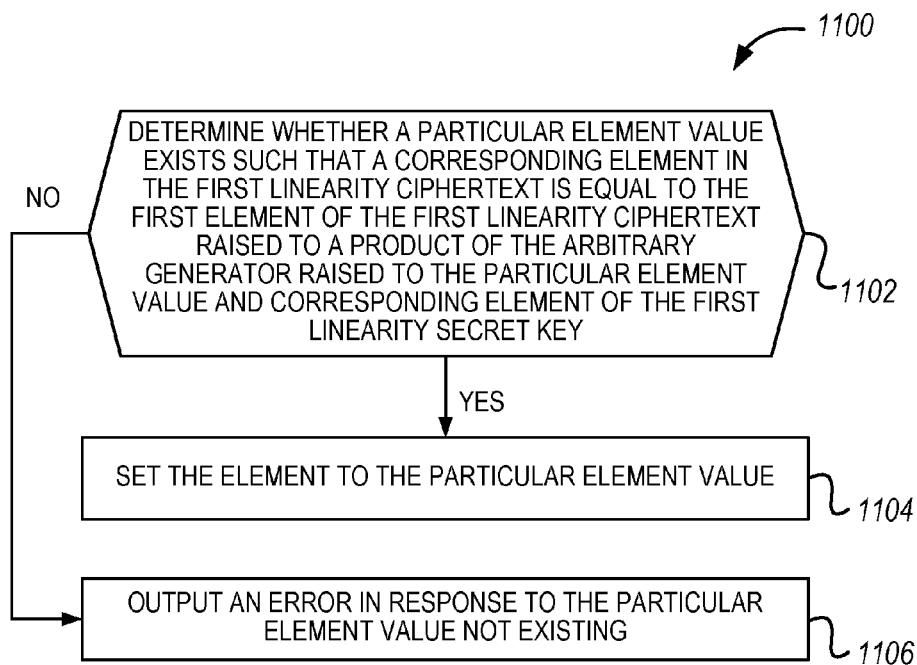 1100
DETERMINE WHETHER A PARTICULAR ELEMENT VALUE
EXISTS SUCH THAT A CORRESPONDING ELEMENT IN
THE FIRST LINEARITY CIPHERTEXT IS EQUAL TO THE
FIRST ELEMENT OF THE FIRST LINEARITY CIPHERTEXT
RAISED TO A PRODUCT OF THE ARBITRARY
GENERATOR RAISED TO THE PARTICULAR ELEMENT
VALUE AND CORRESPONDING ELEMENT OF THE FIRST
LINEARITY SECRET KEY
NO
1102
YES
SET THE ELEMENT TO THE PARTICULAR ELEMENT VALUE
1104
OUTPUT AN ERROR IN RESPONSE TO THE PARTICULAR
ELEMENT VALUE NOT EXISTING
1106